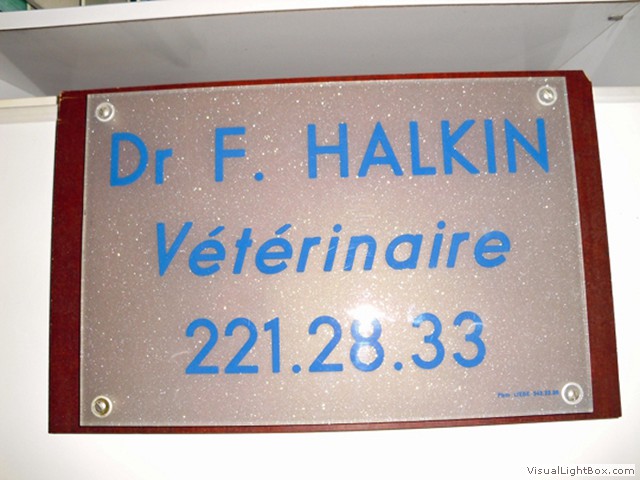 Dr F. HALKIN
Vétérinaire
221.28.33
VisualLightBox.com